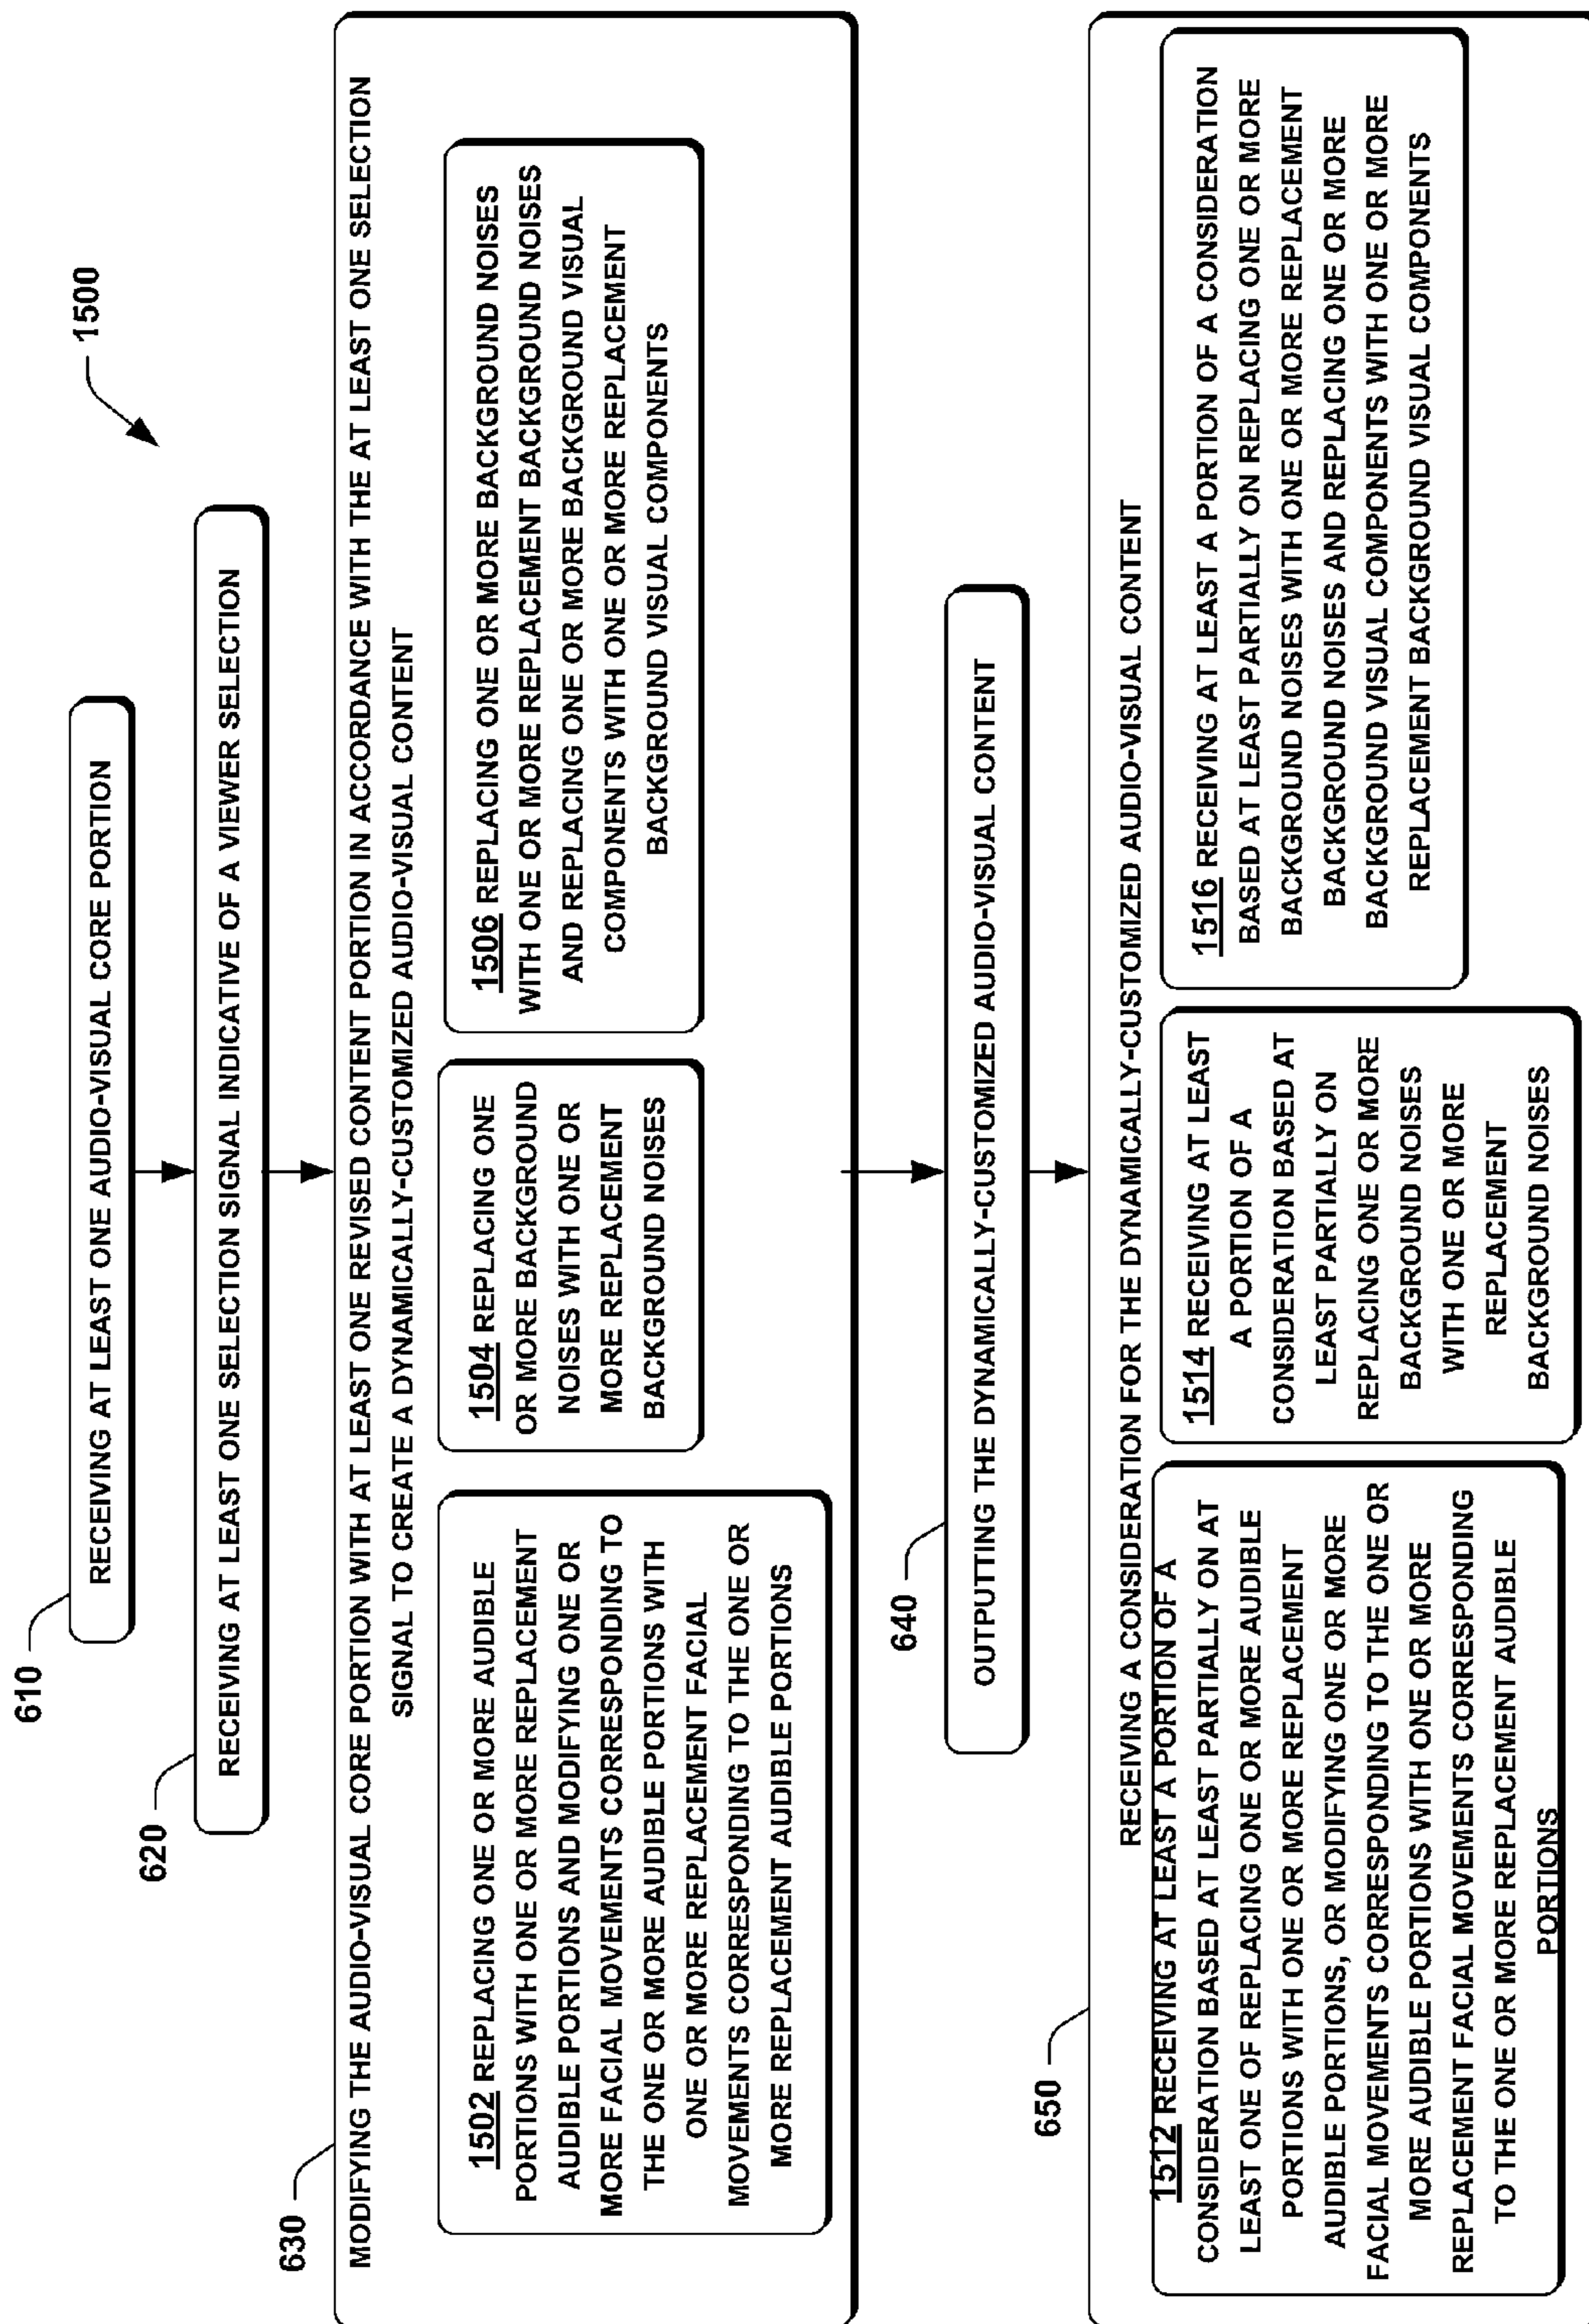 1500
610
RECEIVING AT LEAST ONE AUDIO-VISUAL CORE PORTION
620
RECEIVING AT LEAST ONE SELECTION SIGNAL INDICATIVE OF A VIEWER SELECTION
630
MODIFYING THE AUDIO-VISUAL CORE PORTION WITH AT LEAST ONE REVISED CONTENT PORTION IN ACCORDANCE WITH THE AT LEAST ONE SELECTION
SIGNAL TO CREATE A DYNAMICALLY-CUSTOMIZED AUDIO-VISUAL CONTENT
1502 REPLACING ONE OR MORE AUDIBLE
PORTIONS WITH ONE OR MORE REPLACEMENT
AUDIBLE PORTIONS AND MODIFYING ONE OR
MORE FACIAL MOVEMENTS CORRESPONDING TO
THE ONE OR MORE AUDIBLE PORTIONS WITH
ONE OR MORE REPLACEMENT FACIAL
MOVEMENTS CORRESPONDING TO THE ONE OR
MORE REPLACEMENT AUDIBLE PORTIONS
1504 REPLACING ONE
OR MORE BACKGROUND
NOISES WITH ONE OR
MORE REPLACEMENT
BACKGROUND NOISES
1506 REPLACING ONE OR MORE BACKGROUND NOISES
WITH ONE OR MORE REPLACEMENT BACKGROUND NOISES
AND REPLACING ONE OR MORE BACKGROUND VISUAL
COMPONENTS WITH ONE OR MORE REPLACEMENT
BACKGROUND VISUAL COMPONENTS
640
OUTPUTTING THE DYNAMICALLY-CUSTOMIZED AUDIO-VISUAL CONTENT
650
RECEIVING A CONSIDERATION FOR THE DYNAMICALLY-CUSTOMIZED AUDIO-VISUAL CONTENT
1512 RECEIVING AT LEAST A PORTION OF A
CONSIDERATION BASED AT LEAST PARTIALLY ON AT
LEAST ONE OF REPLACING ONE OR MORE AUDIBLE
PORTIONS WITH ONE OR MORE REPLACEMENT
AUDIBLE PORTIONS, OR MODIFYING ONE OR MORE
FACIAL MOVEMENTS CORRESPONDING TO THE ONE OR
MORE AUDIBLE PORTIONS WITH ONE OR MORE
REPLACEMENT FACIAL MOVEMENTS CORRESPONDING
TO THE ONE OR MORE REPLACEMENT AUDIBLE
PORTIONS
1514 RECEIVING AT LEAST
A PORTION OF A
CONSIDERATION BASED AT
LEAST PARTIALLY ON
REPLACING ONE OR MORE
BACKGROUND NOISES
WITH ONE OR MORE
REPLACEMENT
BACKGROUND NOISES
1516 RECEIVING AT LEAST A PORTION OF A CONSIDERATION
BASED AT LEAST PARTIALLY ON REPLACING ONE OR MORE
BACKGROUND NOISES WITH ONE OR MORE REPLACEMENT
BACKGROUND NOISES AND REPLACING ONE OR MORE
BACKGROUND VISUAL COMPONENTS WITH ONE OR MORE
REPLACEMENT BACKGROUND VISUAL COMPONENTS